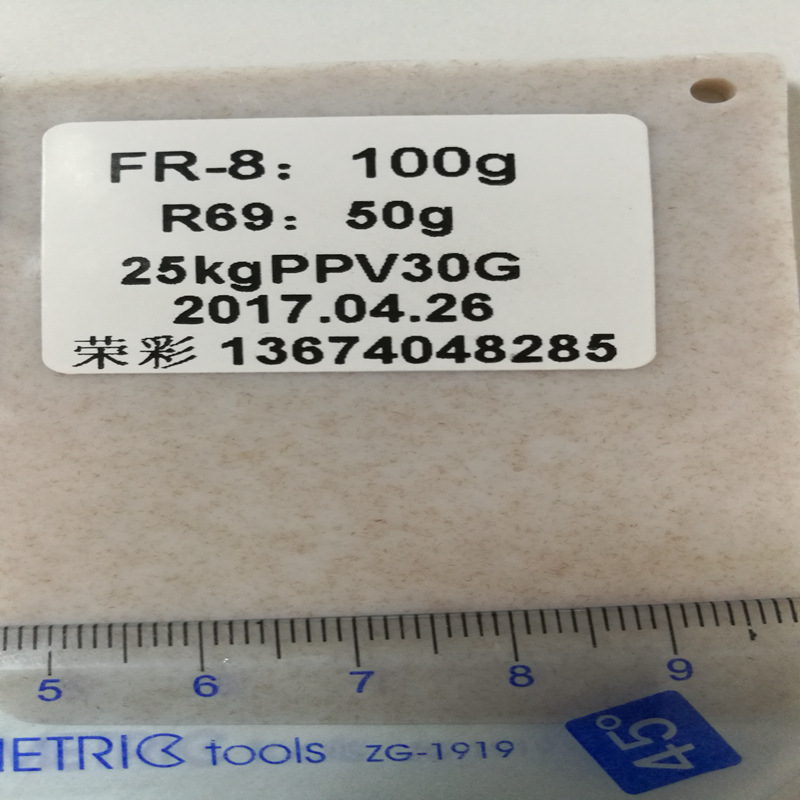 FR-8： 100g
R69： 50g
25kgPPV30G
2017.04.26
荣彩 13674048285
5 6 7 8 9
METRIC tools ZG-1919
45°